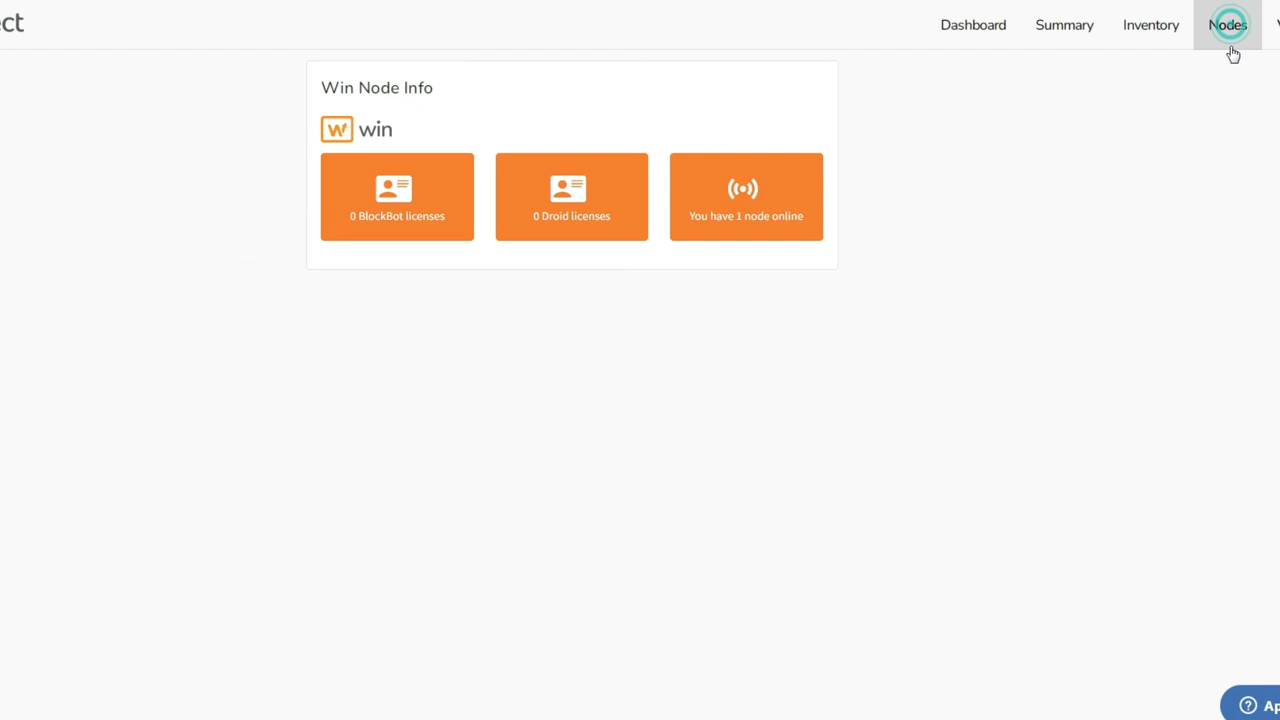 ect
Dashboard Summary Inventory Nodes
Win Node Info
win
0 BlockBot licenses
0 Droid licenses
You have 1 node online
Ap